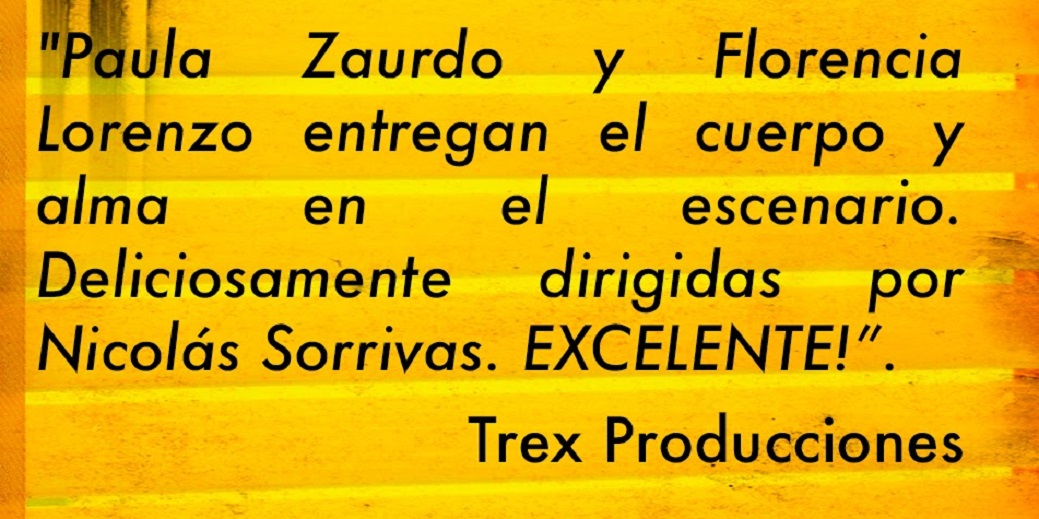 "Paula Zaurdo y Florencia
Lorenzo entregan el cuerpo y
alma en el escenario.
Deliciosamente dirigidas por
Nicolás Sorrivas. EXCELENTE!”.
Trex Producciones